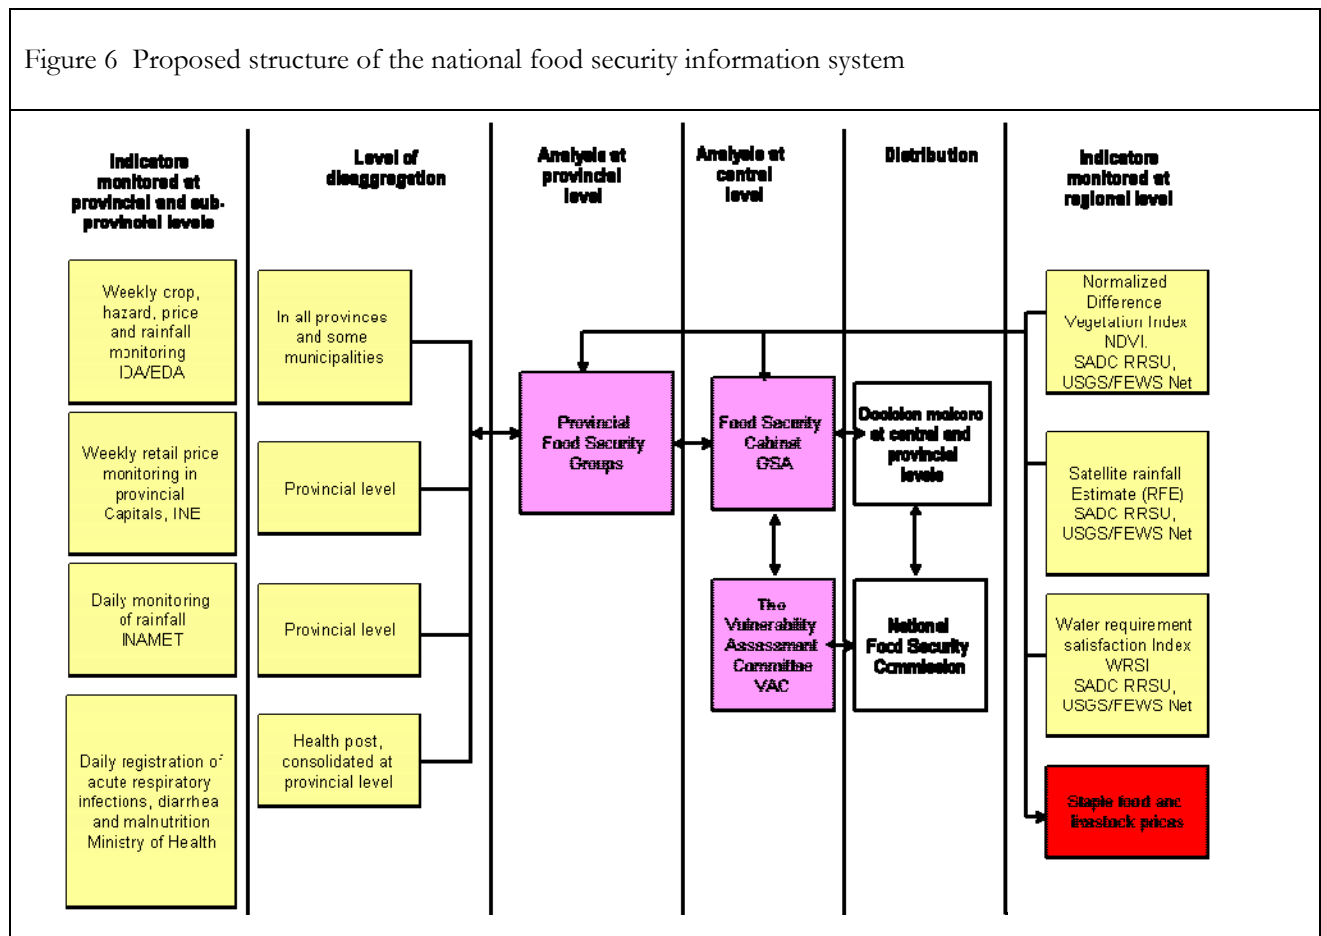 Figure 6  Proposed structure of the national food security information system
Indicators
monitored at
provincial and sub-
provincial levels
Level of
disaggregation
Analysis at
provincial
level
Analysis at
central
level
Distribution
Indicators
monitored at
regional level
Weekly crop,
hazard, price
and rainfall
monitoring
IDA/EDA
In all provinces
and some
municipalities
Weekly retail price
monitoring in
provincial
Capitals, INE
Provincial level
Daily monitoring
of rainfall
INAMET
Provincial level
Daily registration of
acute respiratory
infections, diarrhea
and malnutrition
Ministry of Health
Health post,
consolidated at
provincial level
Provincial
Food Security
Groups
Food Security
Cabinet
GSA
The
Vulnerability
Assessment
Committee
VAC
Decision makers
at central and
provincial
levels
National
Food Security
Commission
Normalized
Difference
Vegetation Index
NDVI.
SADC RRSU,
USGS/FEWS Net
Satellite rainfall
Estimate (RFE)
SADC RRSU,
USGS/FEWS Net
Water requirement
satisfaction Index
WRSI
SADC RRSU,
USGS/FEWS Net
Staple food and
livestock prices